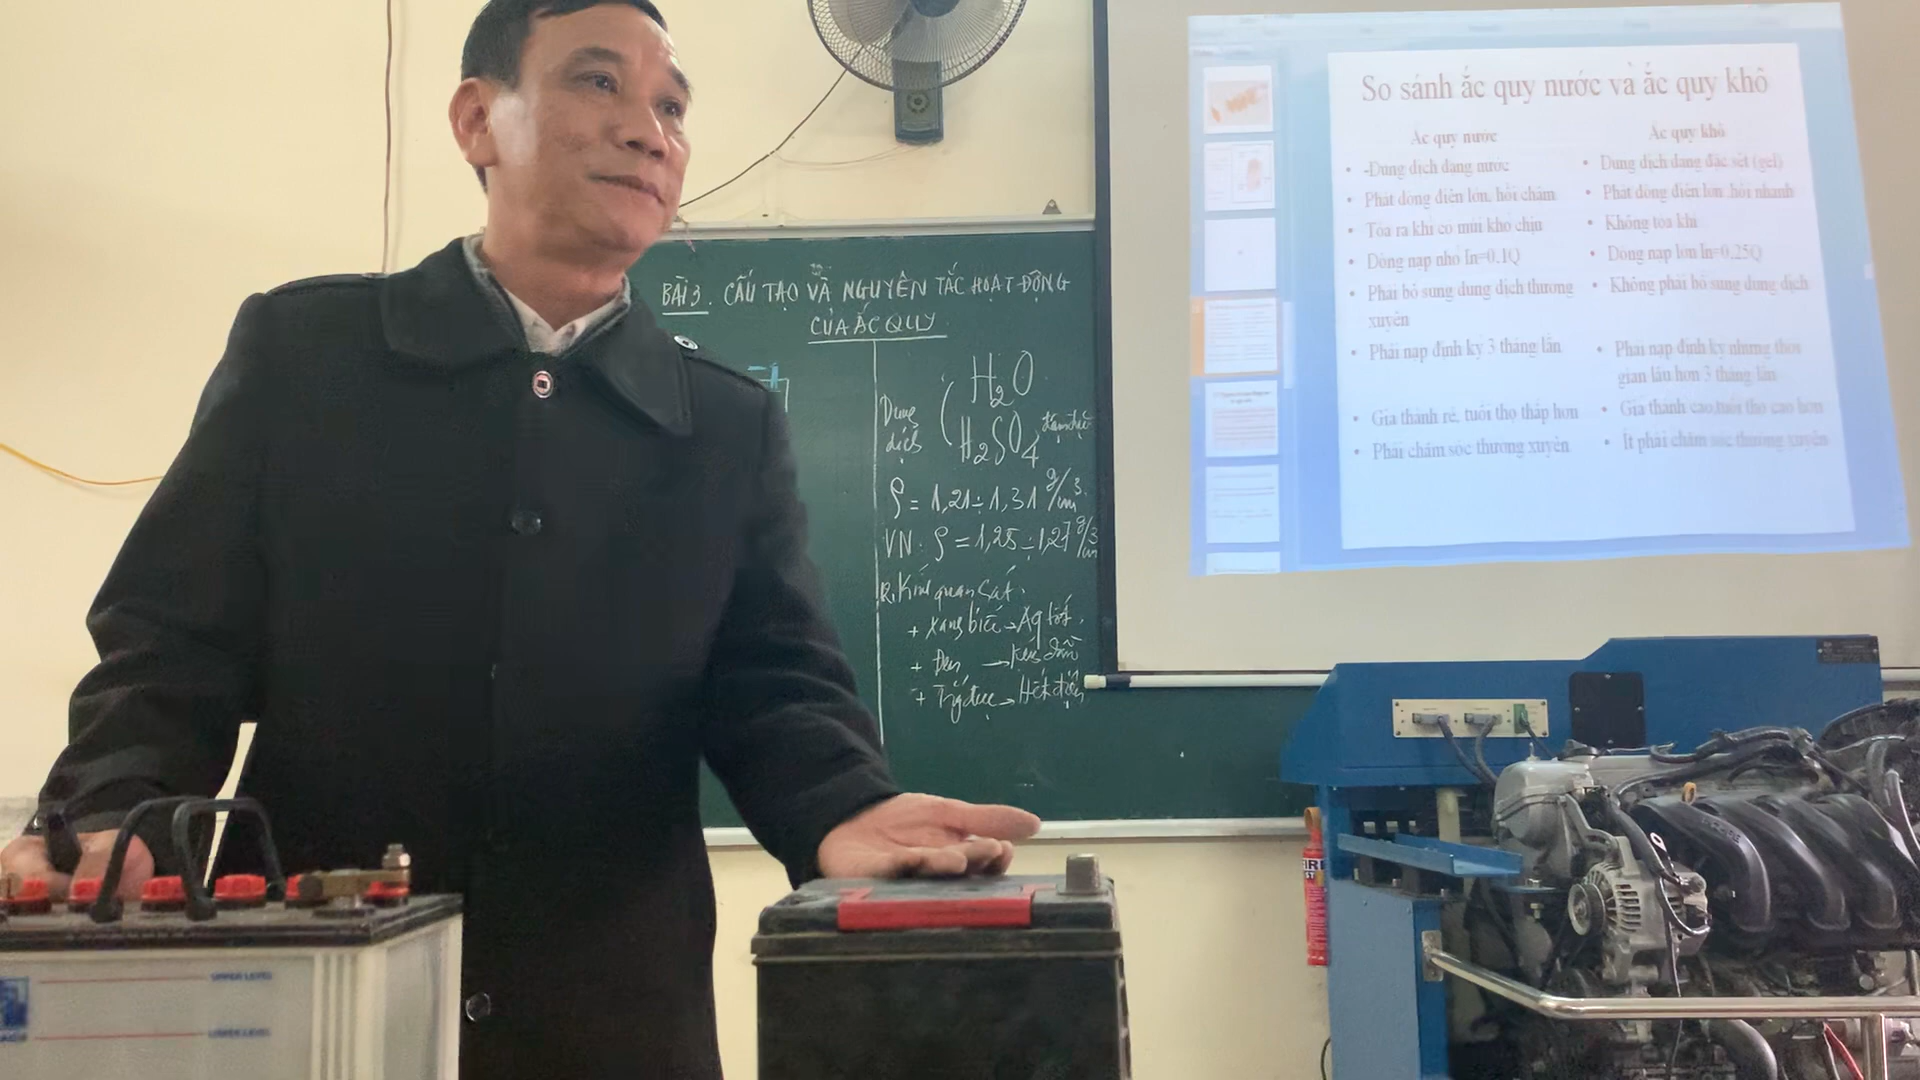 So sánh ắc quy nước và ắc quy khô
Ắc quy nước
• -Dung dịch dạng nước
• Phát dòng điện lớn, hồi chậm
• Tỏa ra khí có mùi khó chịu
• Dòng nạp nhỏ In=0,1Q
• Phải bổ sung dung dịch thường
xuyên
• Phải nạp định kỳ 3 tháng lần
• Giá thành rẻ, tuổi thọ thấp hơn
• Phải chăm sóc thường xuyên
Ắc quy khô
• Dung dịch dạng đặc sệt (gel)
• Phát dòng điện lớn ,hồi nhanh
• Không tỏa khí
• Dòng nạp lớn In=0,25Q
• Không phải bổ sung dung dịch
• Phải nạp định kỳ nhưng thời
gian lâu hơn 3 tháng lần
• Giá thành cao,tuổi thọ cao hơn
• Ít phải chăm sóc thường xuyên
BÀI 3. CẤU TẠO VÀ NGUYÊN TẮC HOẠT ĐỘNG
CỦA ẮC QUY
Dung
dịch
H2O
H2SO4
ρ = 1,21 ÷ 1,31 g/cm3.
VN: ρ = 1,25 ÷ 1,27 g/cm3
Kính quan sát.
+ Xanh biếc → Aq tốt.
+ Đen →
+ → Hết điện
UPPER LEVEL
LOWER LEVEL